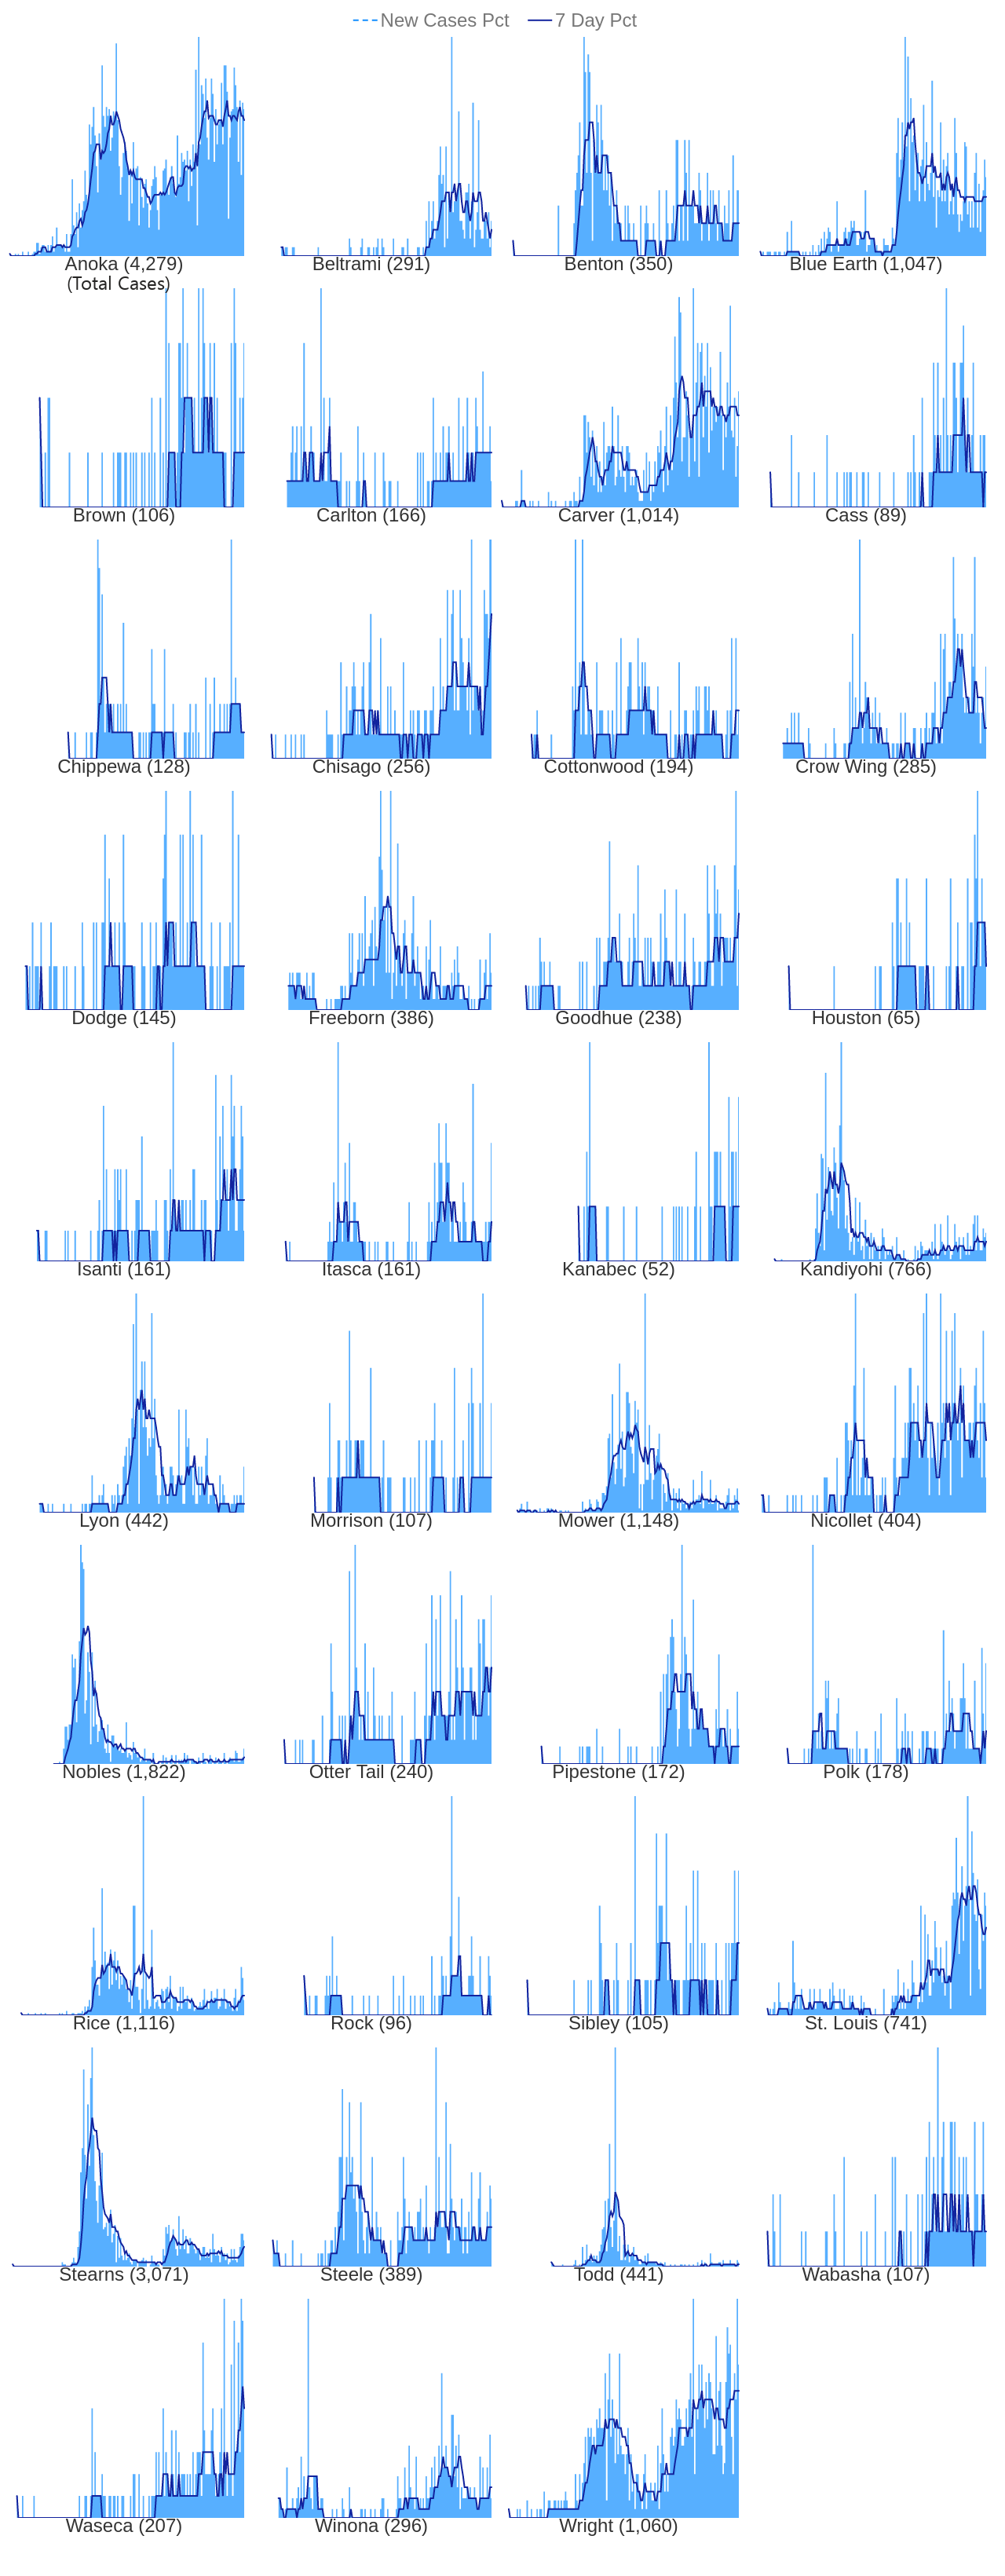 New Cases Pct 7 Day Pct
Anoka (4,279) Beltrami (291) Benton (350) Blue Earth (1,047)
(Total Cases)
Brown (106) Carlton (166) Carver (1,014) Cass (89)
Chippewa (128) Chisago (256) Cottonwood (194) Crow Wing (285)
Dodge (145) Freeborn (386) Goodhue (238) Houston (65)
Isanti (161) Itasca (161) Kanabec (52) Kandiyohi (766)
Lyon (442) Morrison (107) Mower (1,148) Nicollet (404)
Nobles (1,822) Otter Tail (240) Pipestone (172) Polk (178)
Rice (1,116) Rock (96) Sibley (105) St. Louis (741)
Stearns (3,071) Steele (389) Todd (441) Wabasha (107)
Waseca (207) Winona (296) Wright (1,060)